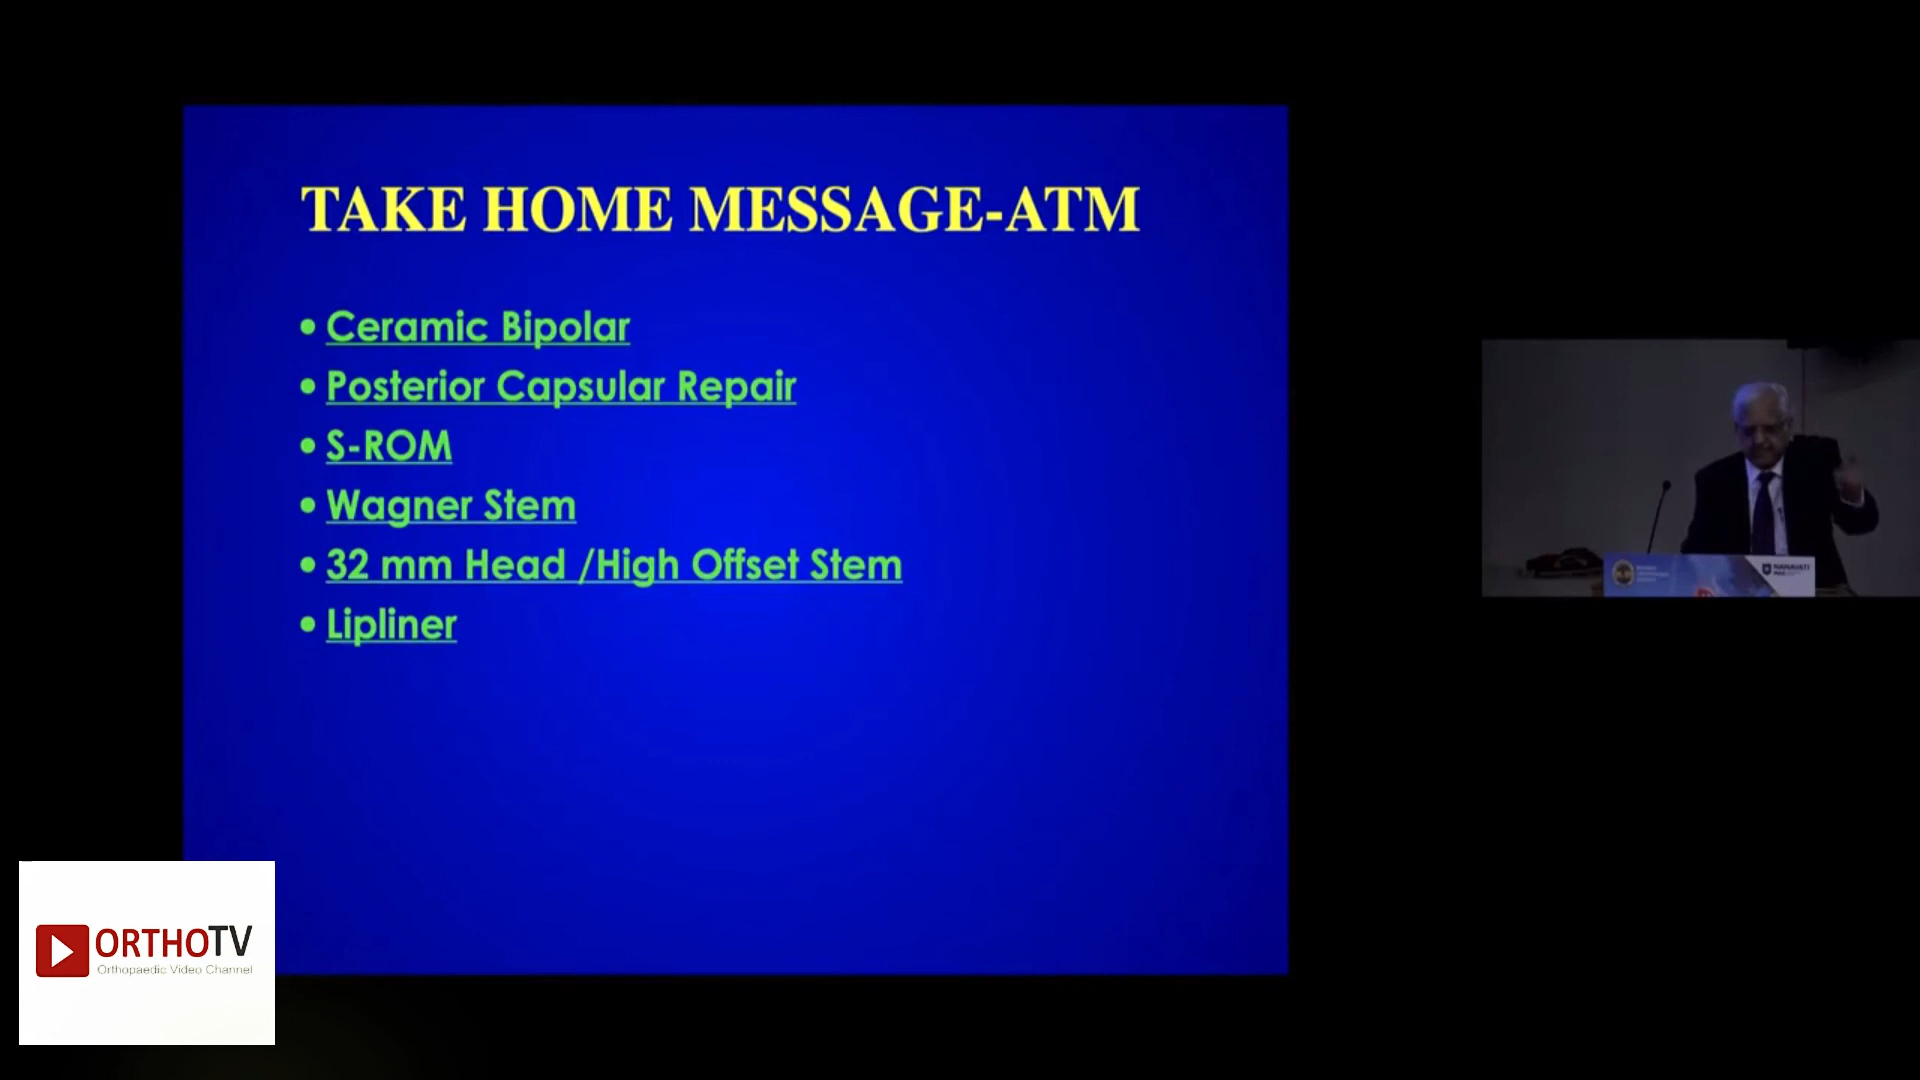 TAKE HOME MESSAGE-ATM
• Ceramic Bipolar
• Posterior Capsular Repair
• S-ROM
• Wagner Stem
• 32 mm Head /High Offset Stem
• Lipliner
NANAVATI
ORTHOTV
Orthopaedic Video Channel